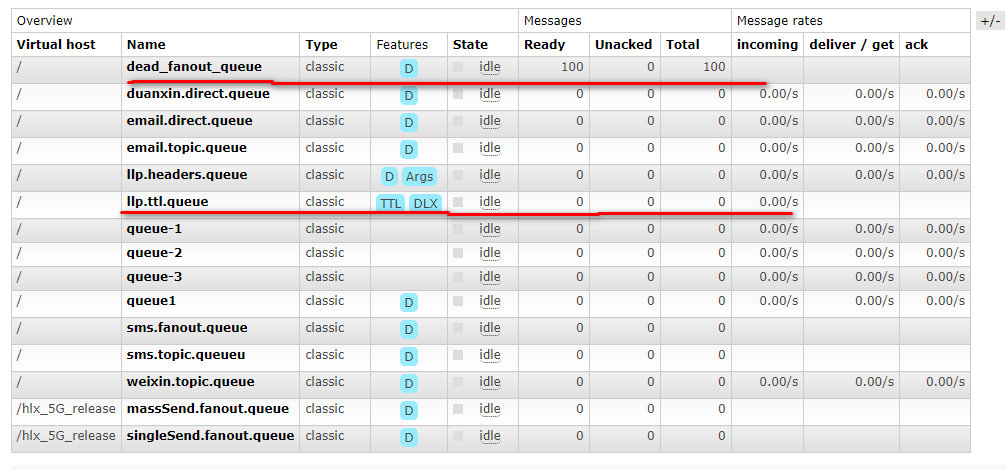 Overview Messages Message rates +/-
Virtual host Name Type Features State Ready Unacked Total incoming deliver / get ack
/ dead_fanout_queue classic D idle 100 0 100
/ duanxin.direct.queue classic D idle 0 0 0 0.00/s 0.00/s 0.00/s
/ email.direct.queue classic D idle 0 0 0 0.00/s 0.00/s 0.00/s
/ email.topic.queue classic D idle 0 0 0 0.00/s 0.00/s 0.00/s
/ llp.headers.queue classic D Args idle 0 0 0 0.00/s 0.00/s 0.00/s
/ llp.ttl.queue classic TTL DLX idle 0 0 0 0.00/s
/ queue-1 classic idle 0 0 0 0.00/s 0.00/s 0.00/s
/ queue-2 classic idle 0 0 0 0.00/s 0.00/s 0.00/s
/ queue-3 classic idle 0 0 0 0.00/s 0.00/s 0.00/s
/ queue1 classic D idle 0 0 0 0.00/s 0.00/s 0.00/s
/ sms.fanout.queue classic D idle 0 0 0
/ sms.topic.queueu classic D idle 0 0 0
/ weixin.topic.queue classic D idle 0 0 0 0.00/s 0.00/s 0.00/s
/hlx_5G_release massSend.fanout.queue classic D idle 0 0 0
/hlx_5G_release singleSend.fanout.queue classic D idle 0 0 0